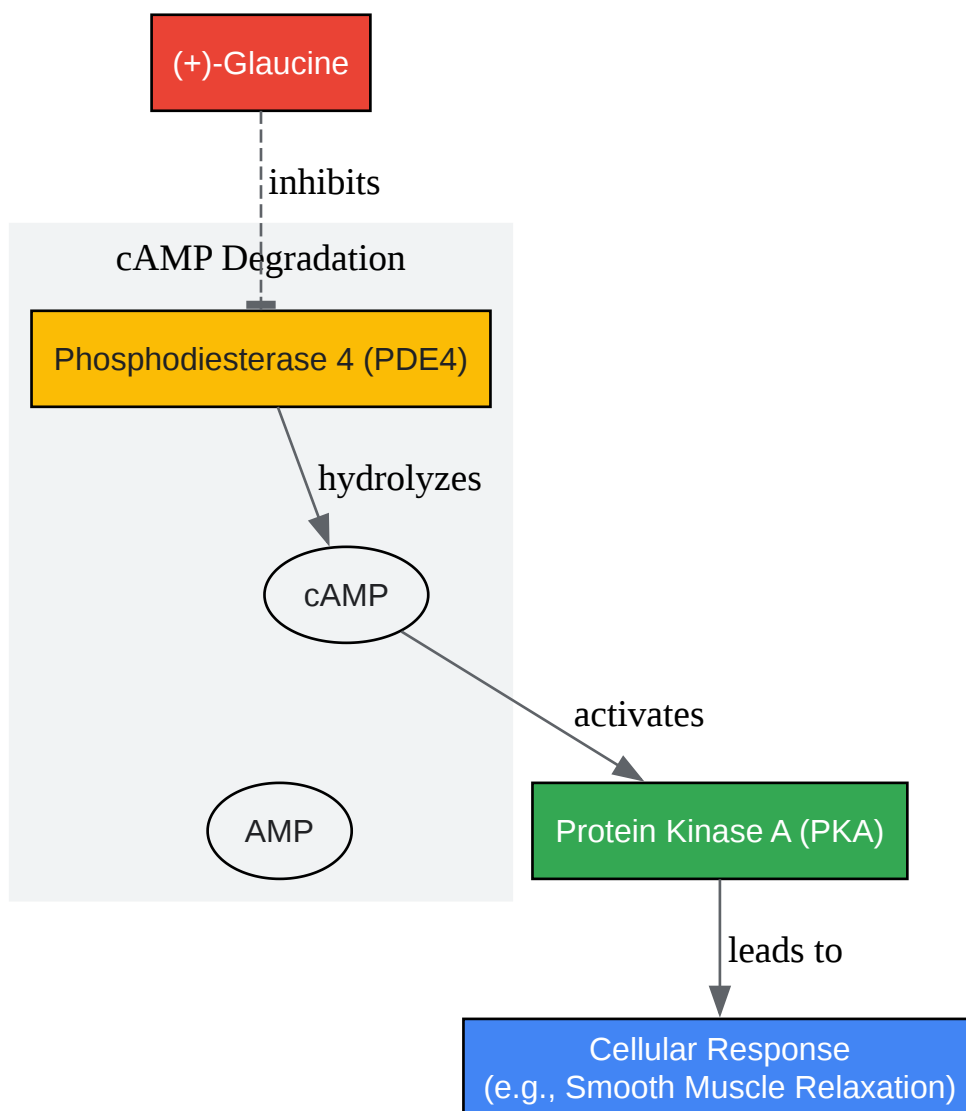 (+)-Glaucine
inhibits
cAMP Degradation
Phosphodiesterase 4 (PDE4)
hydrolyzes
cAMP
activates
AMP
Protein Kinase A (PKA)
leads to
Cellular Response
(e.g., Smooth Muscle Relaxation)